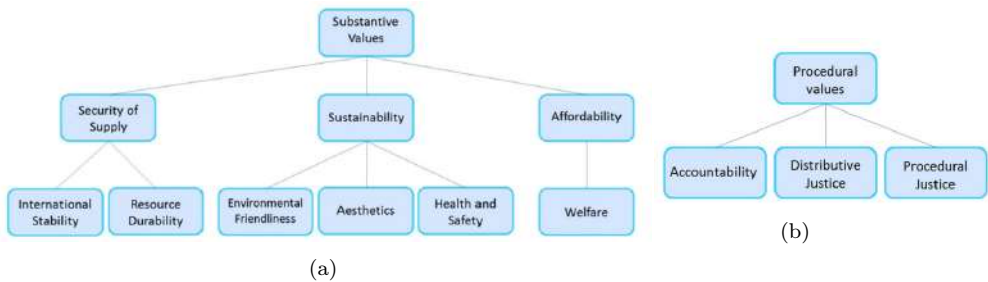 Substantive
Values
Security of
Supply
Sustainability
Affordability
International
Stability
Resource
Durability
Environmental
Friendliness
Aesthetics
Health and
Safety
Welfare
(a)
Procedural
values
Accountability
Distributive
Justice
Procedural
Justice
(b)